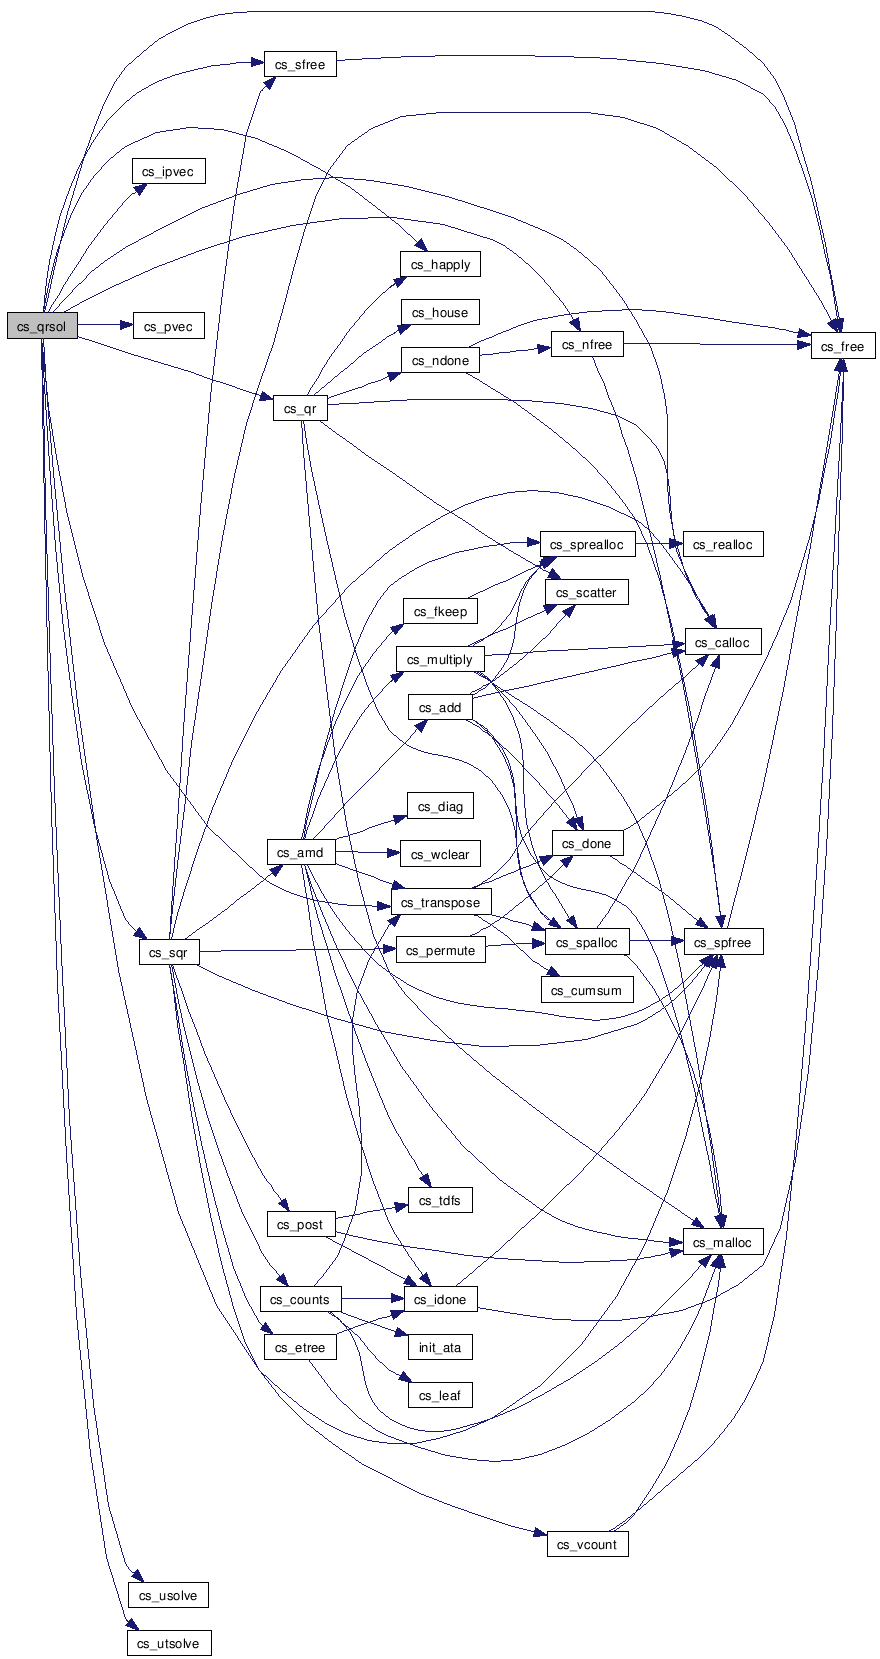 cs_sfree
cs_ipvec
cs_happly
cs_house
cs_qrsol
cs_pvec
cs_nfree
cs_free
cs_ndone
cs_qr
cs_sprealloc
cs_realloc
cs_scatter
cs_fkeep
cs_calloc
cs_multiply
cs_add
cs_diag
cs_done
cs_amd
cs_wclear
cs_transpose
cs_spalloc
cs_spfree
cs_permute
cs_sqr
cs_cumsum
cs_tdfs
cs_post
cs_malloc
cs_counts
cs_idone
cs_etree
init_ata
cs_leaf
cs_vcount
cs_usolve
cs_utsolve